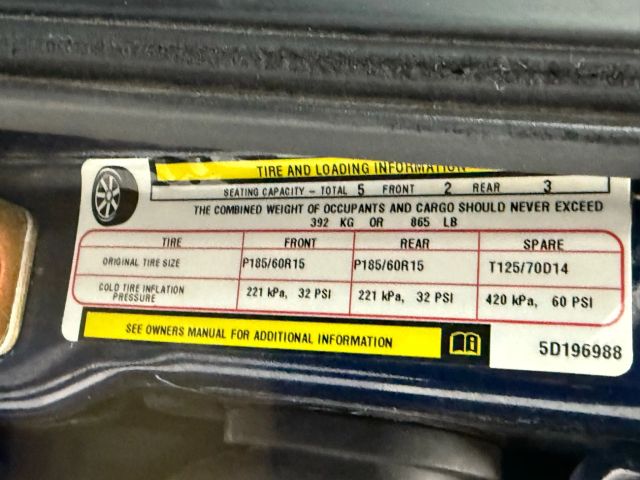 TIRE AND LOADING INFORMATION
SEATING CAPACITY - TOTAL 5 FRONT 2 REAR 3
THE COMBINED WEIGHT OF OCCUPANTS AND CARGO SHOULD NEVER EXCEED
392 KG OR 865 LB
TIRE FRONT REAR SPARE
ORIGINAL TIRE SIZE P185/60R15 P185/60R15 T125/70D14
COLD TIRE INFLATION
PRESSURE 221 kPa, 32 PSI 221 kPa, 32 PSI 420 kPa, 60 PSI
SEE OWNERS MANUAL FOR ADDITIONAL INFORMATION
5D196988